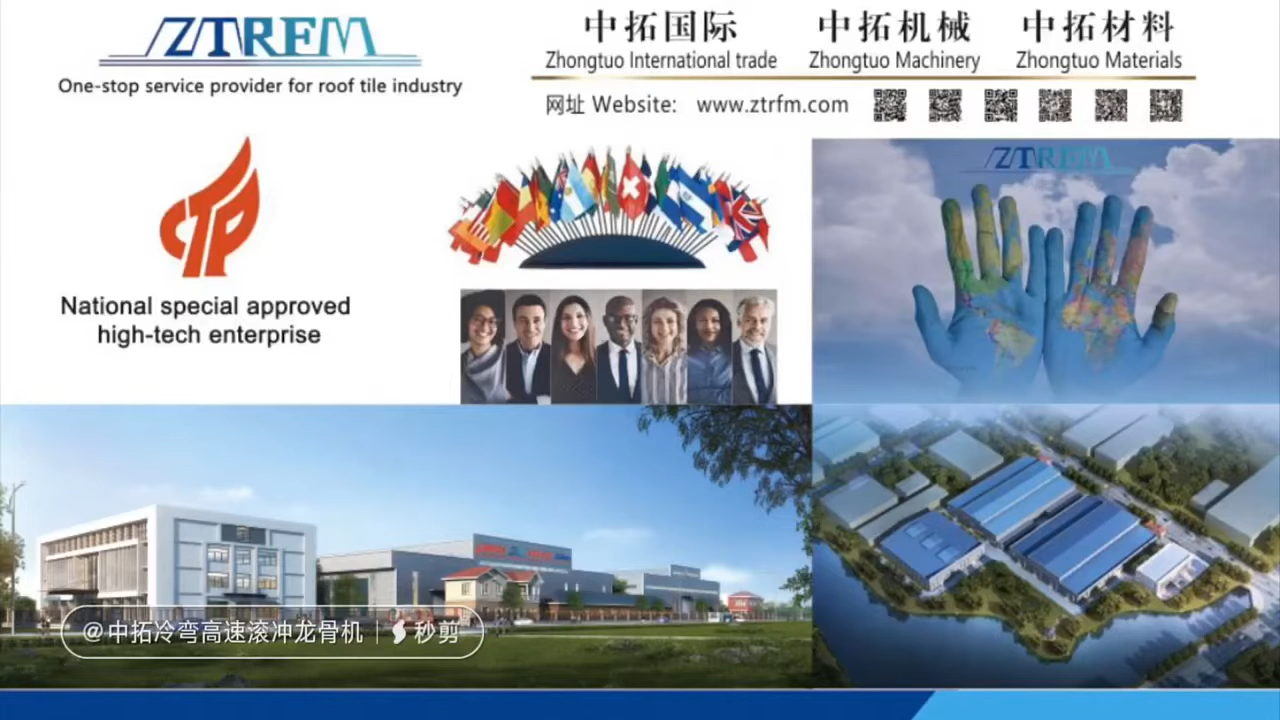 ZTRFM
One-stop service provider for roof tile industry
中拓国际
Zhongtuo International trade
中拓机械
Zhongtuo Machinery
中拓材料
Zhongtuo Materials
网址 Website: www.ztrfm.com
CTP
National special approved
high-tech enterprise
ZTRFM
@中拓冷弯高速滚冲龙骨机 | 秒剪